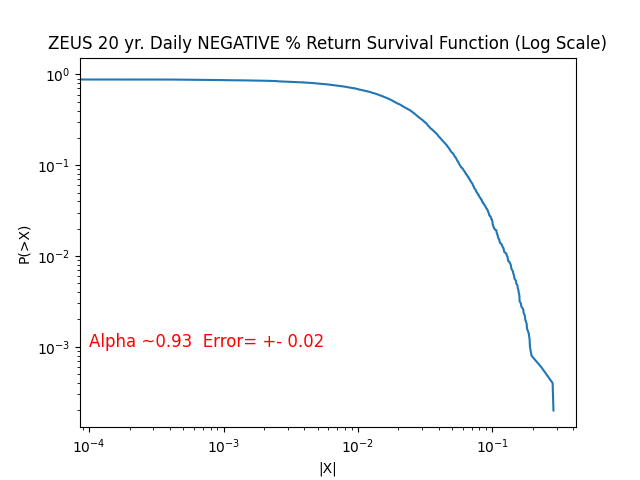 ZEUS 20 yr. Daily NEGATIVE % Return Survival Function (Log Scale)
10⁰
10⁻¹
10⁻²
10⁻³
P(>X)
Alpha ~0.93  Error= +- 0.02
10⁻⁴ 10⁻³ 10⁻² 10⁻¹
|X|